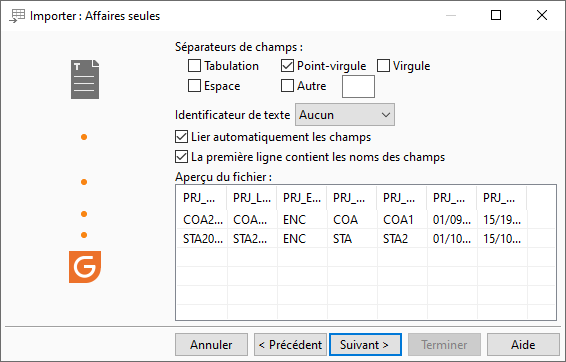 Importer : Affaires seules
Séparateurs de champs :
Tabulation Point-virgule Virgule
Espace Autre
Identificateur de texte Aucun
Lier automatiquement les champs
La première ligne contient les noms des champs
Aperçu du fichier :
PRJ_... PRJ_L... PRJ_E... PRJ_... PRJ_... PRJ_... PRJ_...
COA2... COA... ENC COA COA1 01/09... 15/19...
STA20... STA2... ENC STA STA2 01/10... 15/10...
Annuler < Précédent Suivant > Terminer Aide